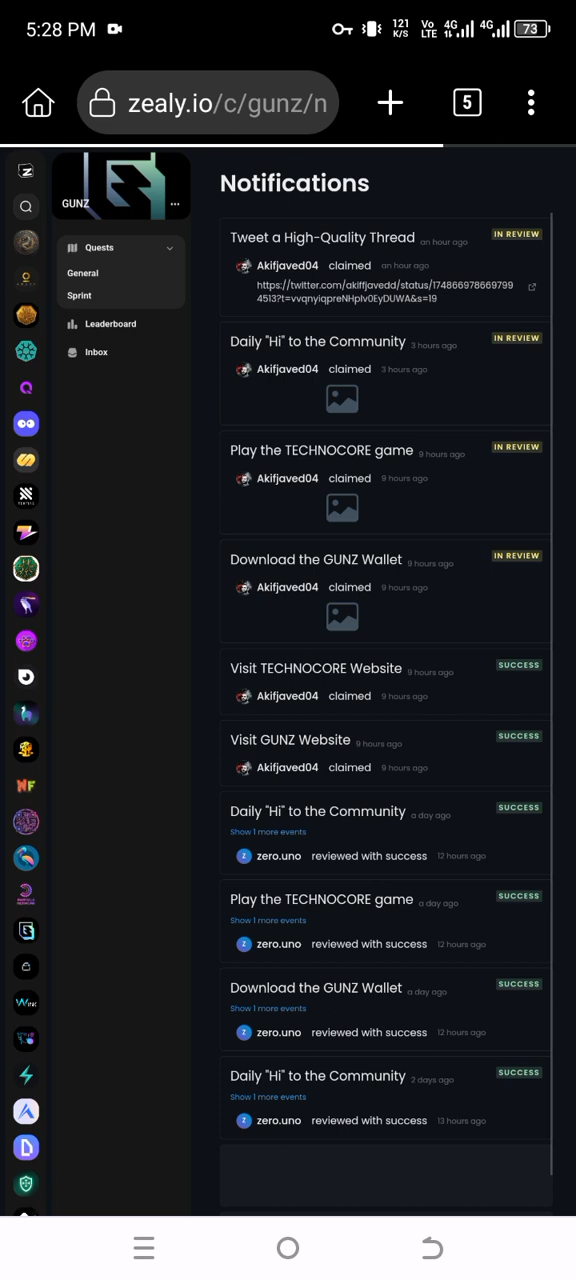 5:28 PM
121 K/S Vo LTE 4G 4G 73
zealy.io/c/gunz/n
5
GUNZ
Quests
General
Sprint
Leaderboard
Inbox
Notifications
Tweet a High-Quality Thread an hour ago IN REVIEW
Akifjaved04 claimed an hour ago
https://twitter.com/akiffjavedd/status/174866978669799
4513?t=vvqnyiqpreNHplv0EyDUWA&s=19
Daily "Hi" to the Community 3 hours ago IN REVIEW
Akifjaved04 claimed 3 hours ago
Play the TECHNOCORE game 9 hours ago IN REVIEW
Akifjaved04 claimed 9 hours ago
Download the GUNZ Wallet 9 hours ago IN REVIEW
Akifjaved04 claimed 9 hours ago
Visit TECHNOCORE Website 9 hours ago SUCCESS
Akifjaved04 claimed 9 hours ago
Visit GUNZ Website 9 hours ago SUCCESS
Akifjaved04 claimed 9 hours ago
Daily "Hi" to the Community a day ago SUCCESS
Show 1 more events
Z zero.uno reviewed with success 12 hours ago
Play the TECHNOCORE game a day ago SUCCESS
Show 1 more events
Z zero.uno reviewed with success 12 hours ago
Download the GUNZ Wallet a day ago SUCCESS
Show 1 more events
Z zero.uno reviewed with success 12 hours ago
Daily "Hi" to the Community 2 days ago SUCCESS
Show 1 more events
Z zero.uno reviewed with success 13 hours ago